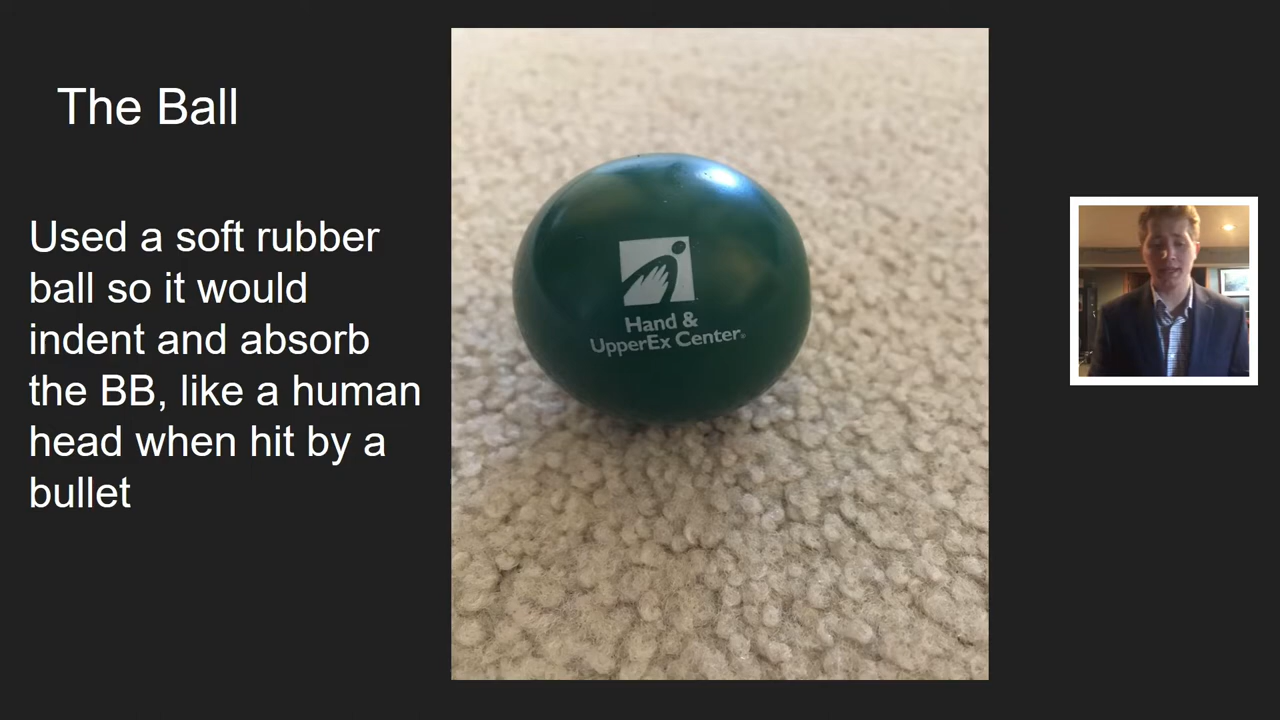 The Ball
Used a soft rubber
ball so it would
indent and absorb
the BB, like a human
head when hit by a
bullet
Hand &
UpperEx Center®